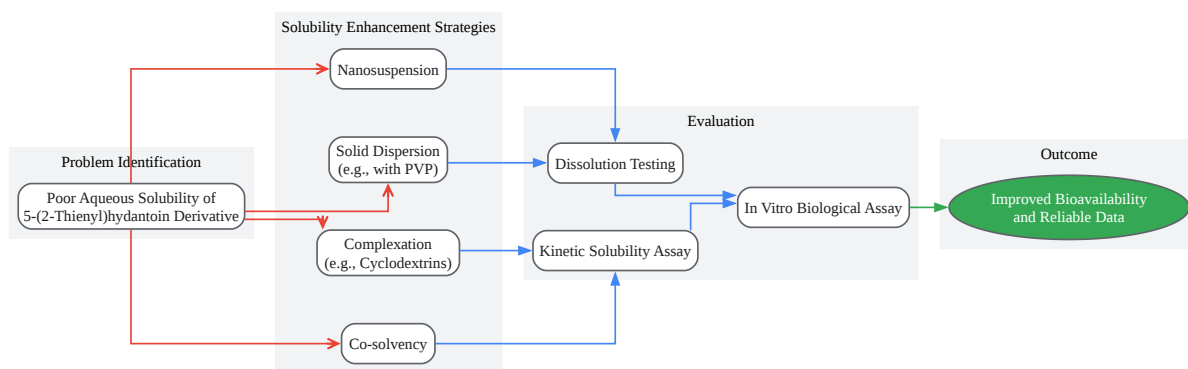 Solubility Enhancement Strategies
Nanosuspension
Evaluation
Solid Dispersion
(e.g., with PVP)
Dissolution Testing
Problem Identification
Poor Aqueous Solubility of
5-(2-Thienyl)hydantoin Derivative
Complexation
(e.g., Cyclodextrins)
Kinetic Solubility Assay
In Vitro Biological Assay
Outcome
Improved Bioavailability
and Reliable Data
Co-solvency